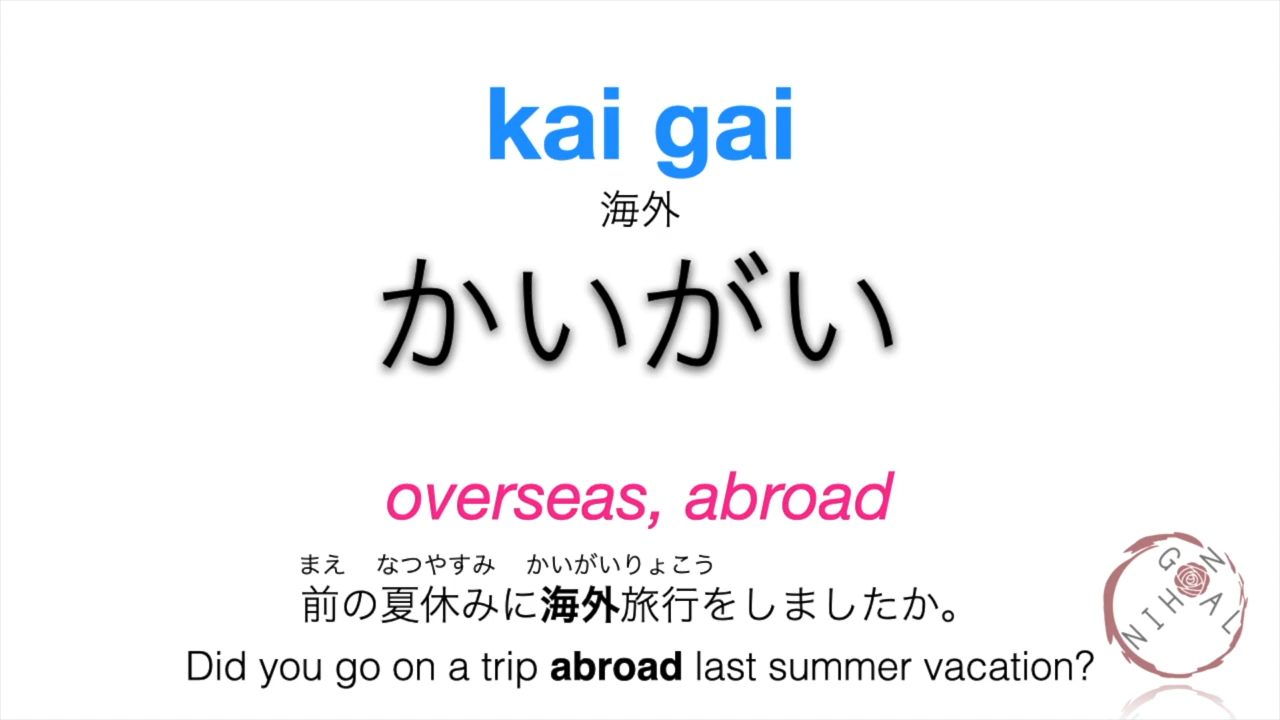 kai gai
海外
かいがい
overseas, abroad
まえ なつやすみ かいがいりょこう
前の夏休みに海外旅行をしましたか。
Did you go on a trip abroad last summer vacation?
NIHONGONAL